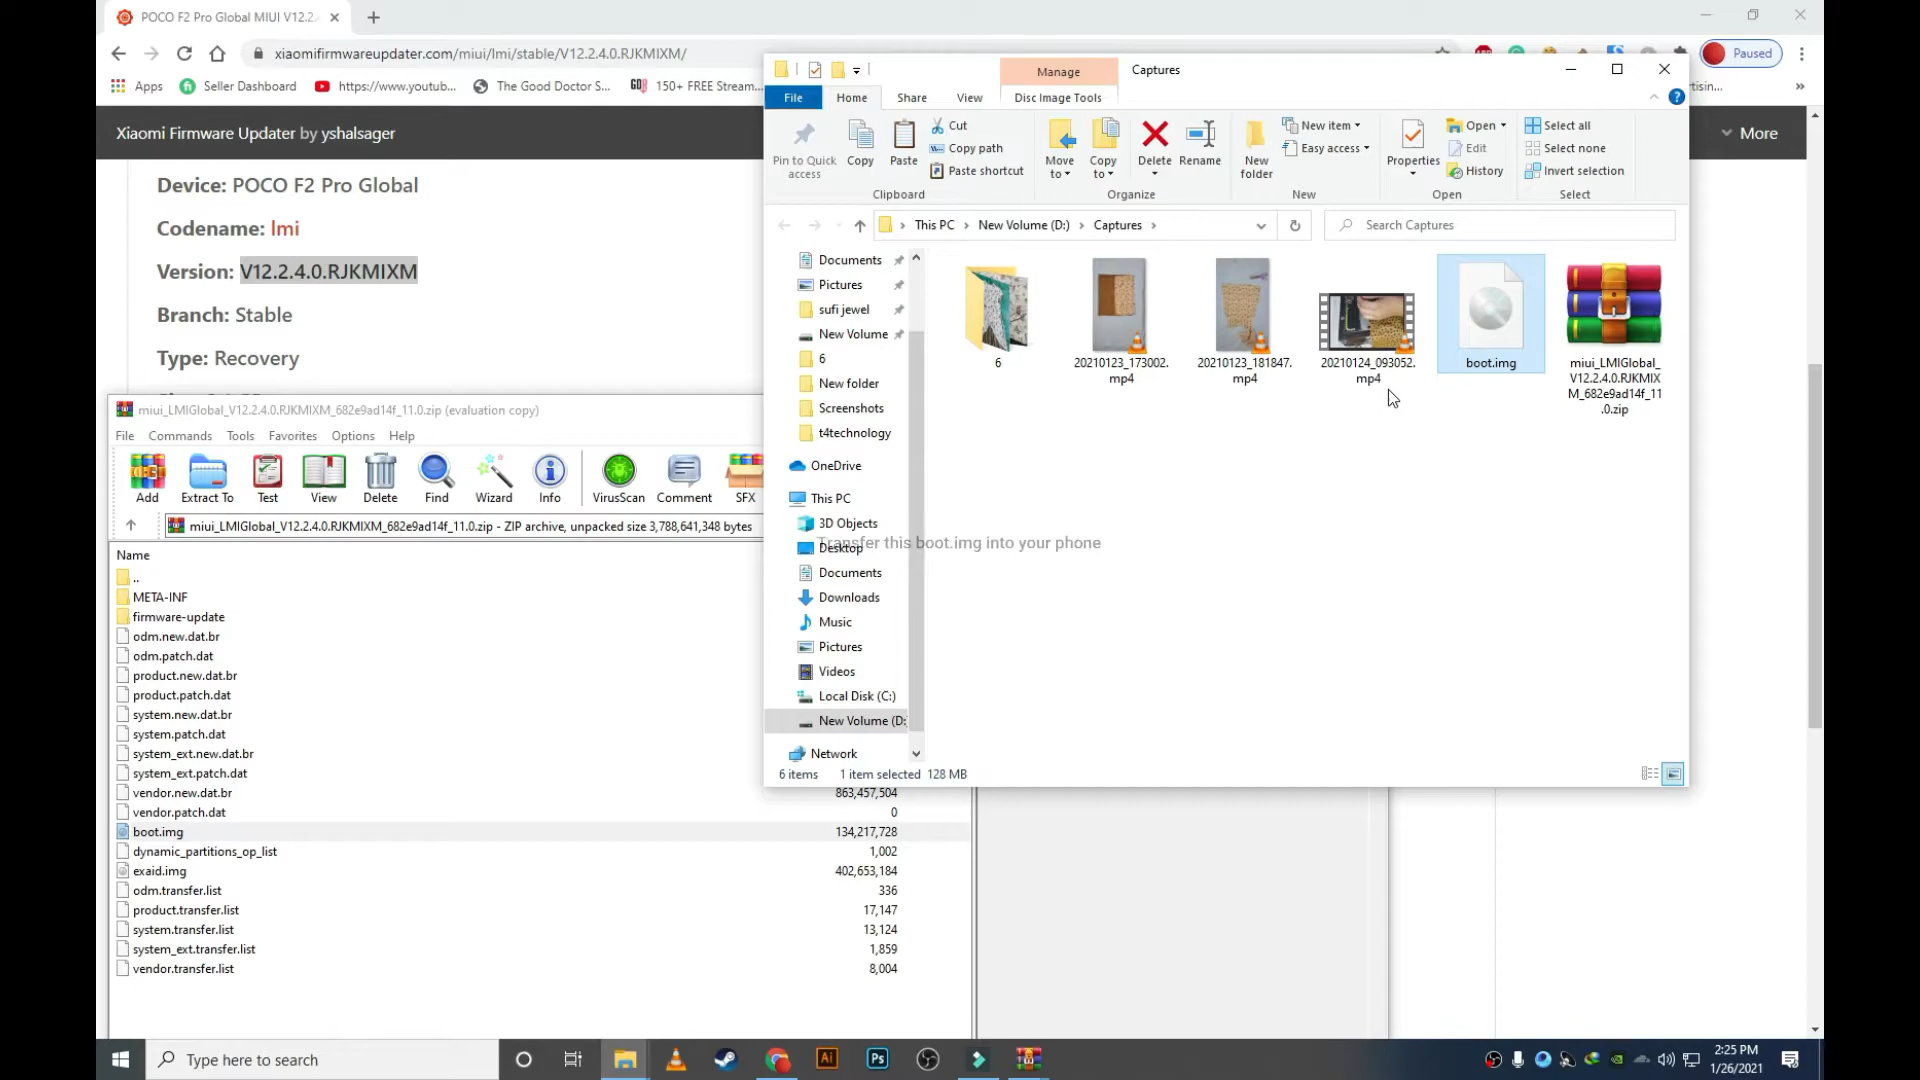 POCO F2 Pro Global MIUI V12.2.
xiaomifirmwareupdater.com/miui/lmi/stable/V12.2.4.0.RJKMIXM/
Paused
Apps
Seller Dashboard
https://www.youtub...
The Good Doctor S...
150+ FREE Stream...
Xiaomi Firmware Updater by yshalsager
More
Device: POCO F2 Pro Global
Codename: lmi
Version: V12.2.4.0.RJKMIXM
Branch: Stable
Type: Recovery
Manage
Captures
File
Home
Share
View
Disc Image Tools
Pin to Quick access
Copy
Paste
Cut
Copy path
Paste shortcut
Clipboard
Move to
Copy to
Delete
Rename
Organize
New folder
New item
Easy access
New
Properties
Open
Edit
History
Open
Select all
Select none
Invert selection
Select
This PC
New Volume (D:)
Captures
Search Captures
Documents
Pictures
sufi jewel
New Volume
6
New folder
Screenshots
t4technology
OneDrive
This PC
3D Objects
Desktop
Documents
Downloads
Music
Pictures
Videos
Local Disk (C:)
New Volume (D:
Network
6
20210123_173002.mp4
20210123_181847.mp4
20210124_093052.mp4
boot.img
miui_LMIGlobal_V12.2.4.0.RJKMIXM_682e9ad14f_11.0.zip
Transfer this boot.img into your phone
6 items
1 item selected 128 MB
miui_LMIGlobal_V12.2.4.0.RJKMIXM_682e9ad14f_11.0.zip (evaluation copy)
File
Commands
Tools
Favorites
Options
Help
Add
Extract To
Test
View
Delete
Find
Wizard
Info
VirusScan
Comment
SFX
miui_LMIGlobal_V12.2.4.0.RJKMIXM_682e9ad14f_11.0.zip - ZIP archive, unpacked size 3,788,641,348 bytes
Name
..
META-INF
firmware-update
odm.new.dat.br
odm.patch.dat
product.new.dat.br
product.patch.dat
system.new.dat.br
system.patch.dat
system_ext.new.dat.br
system_ext.patch.dat
vendor.new.dat.br 863,457,504
vendor.patch.dat 0
boot.img 134,217,728
dynamic_partitions_op_list 1,002
exaid.img 402,653,184
odm.transfer.list 336
product.transfer.list 17,147
system.transfer.list 13,124
system_ext.transfer.list 1,859
vendor.transfer.list 8,004
Type here to search
2:25 PM
1/26/2021